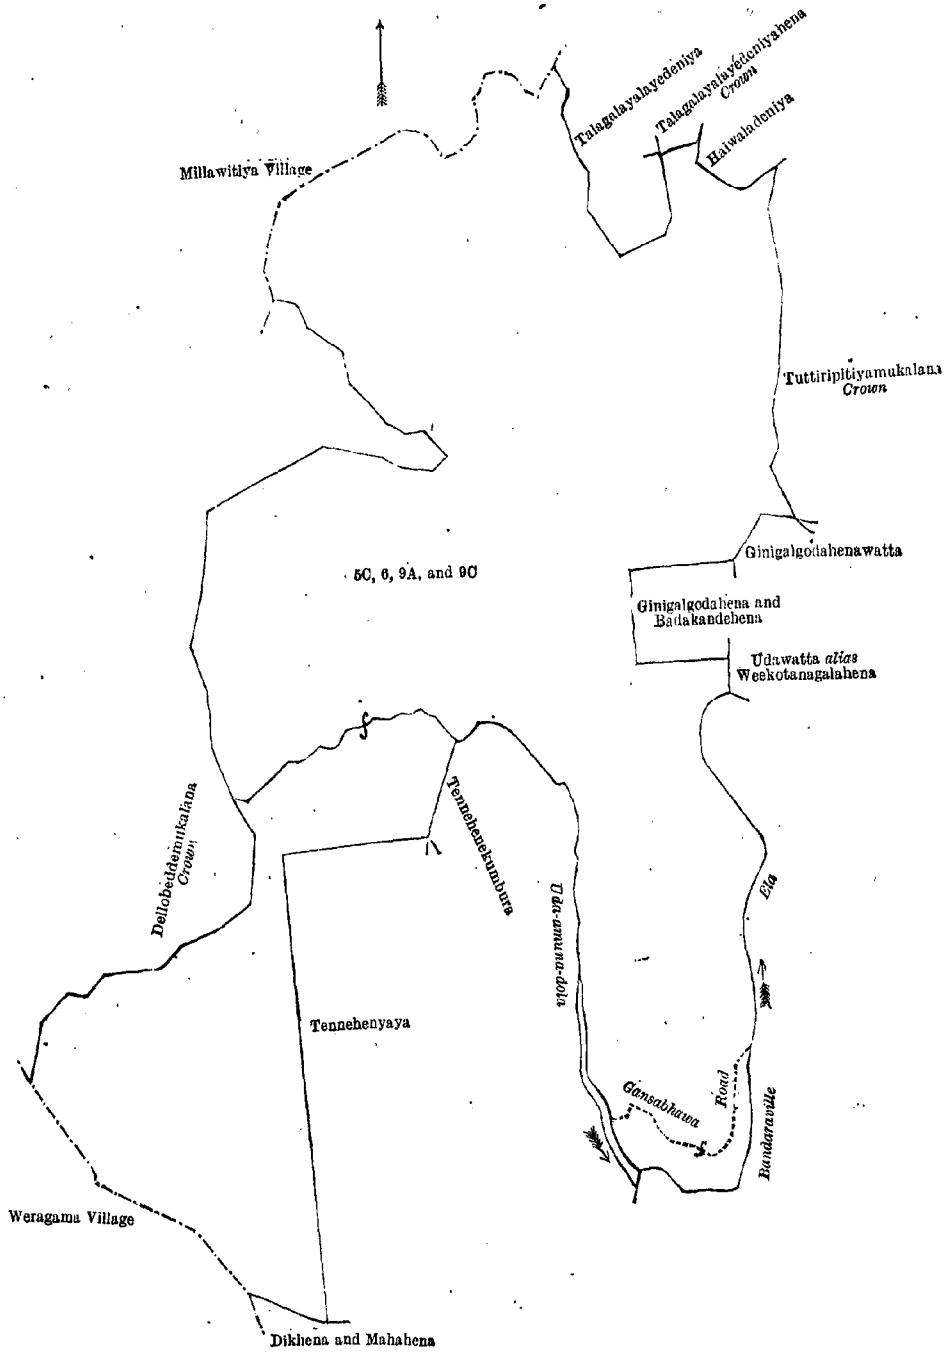 Talagalayalayedeniya
Talagalayalayedeniyahena
Crown
Haiwaladeniya
Millawitiya Village
Tuttiripitiyamukalana
Crown
Ginigalgodahenawatta
5C, 6, 9A, and 9C
Ginigalgodahena and
Badakandehena
Udawatta alias
Weekotanagalahena
Dellobeddemukalana
Crown
Tennehenekumbura
Uda-amuna-dola
Ela
Tennehenyaya
Gansabhawa
Road
Bandaraville
Weragama Village
Dikhena and Mahahena